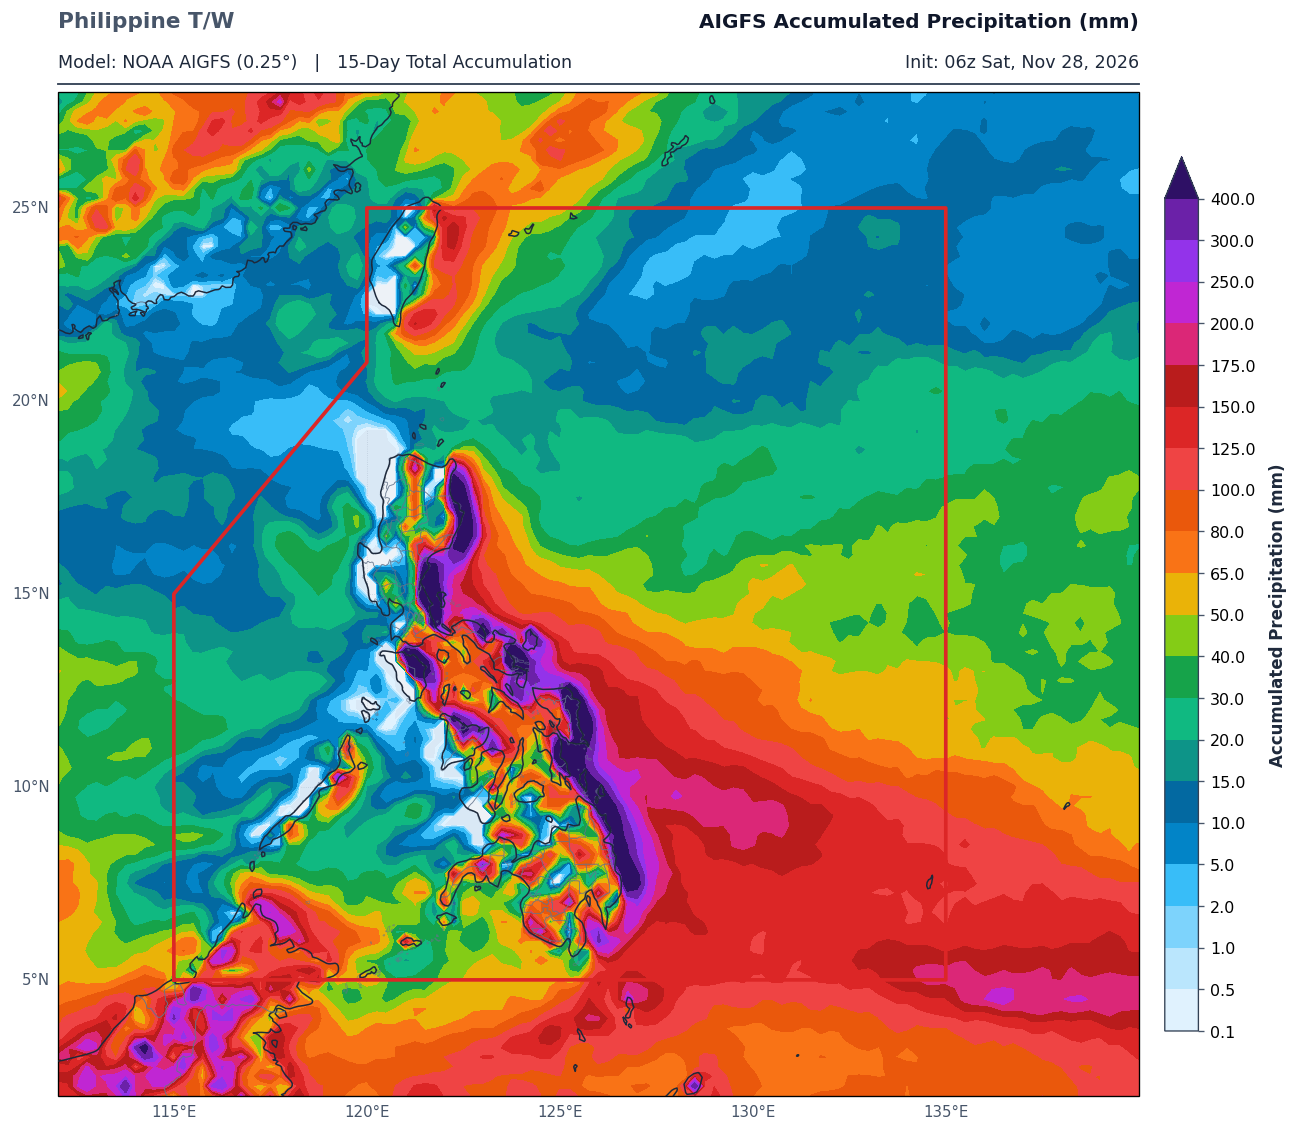 Philippine T/W
AIGFS Accumulated Precipitation (mm)
Model: NOAA AIGFS (0.25°) | 15-Day Total Accumulation
Init: 06z Sat, Nov 28, 2026
25°N
20°N
15°N
10°N
5°N
115°E
120°E
125°E
130°E
135°E
400.0
300.0
250.0
200.0
175.0
150.0
125.0
100.0
80.0
65.0
50.0
40.0
30.0
20.0
15.0
10.0
5.0
2.0
1.0
0.5
0.1
Accumulated Precipitation (mm)